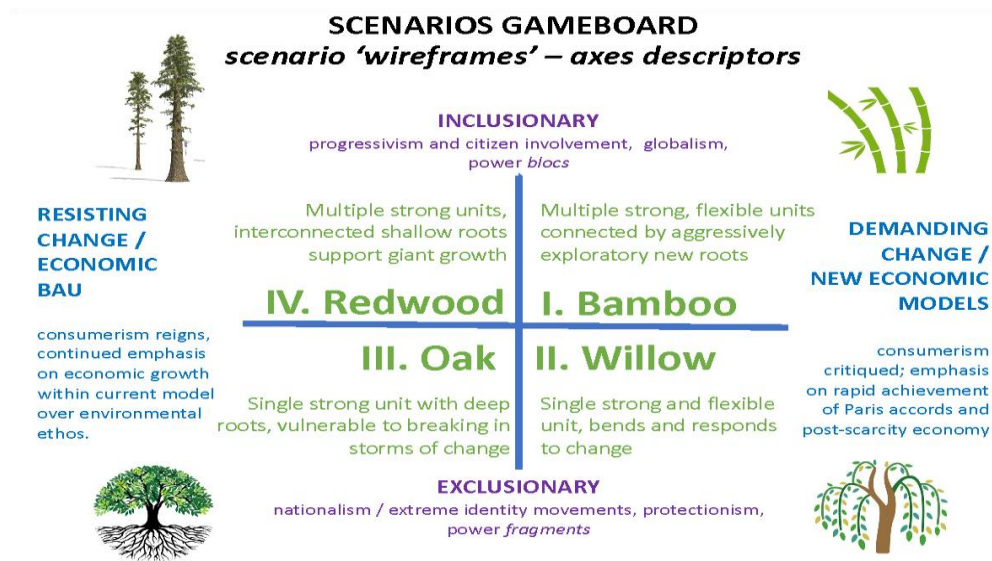 SCENARIOS GAMEBOARD
scenario ‘wireframes’ – axes descriptors
INCLUSIONARY
progressivism and citizen involvement, globalism,
power blocs
RESISTING
CHANGE /
ECONOMIC
BAU
consumerism reigns,
continued emphasis
on economic growth
within current model
over environmental
ethos.
Multiple strong units,
interconnected shallow roots
support giant growth
IV. Redwood
Multiple strong, flexible units
connected by aggressively
exploratory new roots
I. Bamboo
DEMANDING
CHANGE /
NEW ECONOMIC
MODELS
consumerism
critiqued; emphasis
on rapid achievement
of Paris accords and
post-scarcity economy
III. Oak
Single strong unit with deep
roots, vulnerable to breaking in
storms of change
II. Willow
Single strong and flexible
unit, bends and responds
to change
EXCLUSIONARY
nationalism / extreme identity movements, protectionism,
power fragments